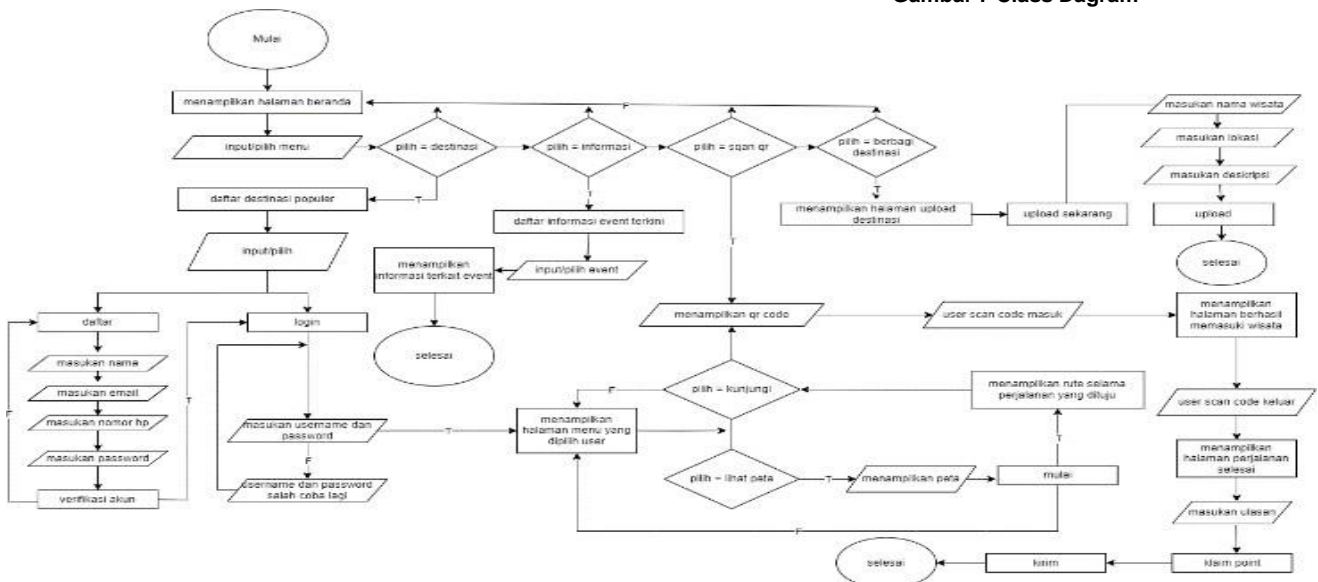 Gambar 7 Class Dagram
Mulai
menampilkan halaman beranda
F
input/pilih menu
pilih = destinasi
pilih = informasi
pilih = sqan qr
pilih = berbagi
destinasi
masukan nama wisata
masukan lokasi
masukan deskripsi
T
T
T
T
daftar destinasi populer
daftar informasi event terkini
menampilkan halaman upload
destinasi
upload sekarang
upload
selesai
input/pilih
menampilkan
informasi terkait event
input/pilih event
selesai
daftar
login
menampilkan qr code
user scan code masuk
menampilkan
halaman berhasil
memasuki wisata
masukan nama
masukan email
masukan nomor hp
masukan password
verifikasi akun
F
T
masukan username dan
password
F
username dan password
salah coba lagi
T
menampilkan
halaman menu yang
dipilih user
F
pilih = kunjungi
menampilkan rute selama
perjalanan yang dituju
T
pilih = lihat peta
T
menampilkan peta
mulai
F
user scan code keluar
menampilkan
halaman perjalanan
selesai
masukan ulasan
klaim point
kirim
selesai